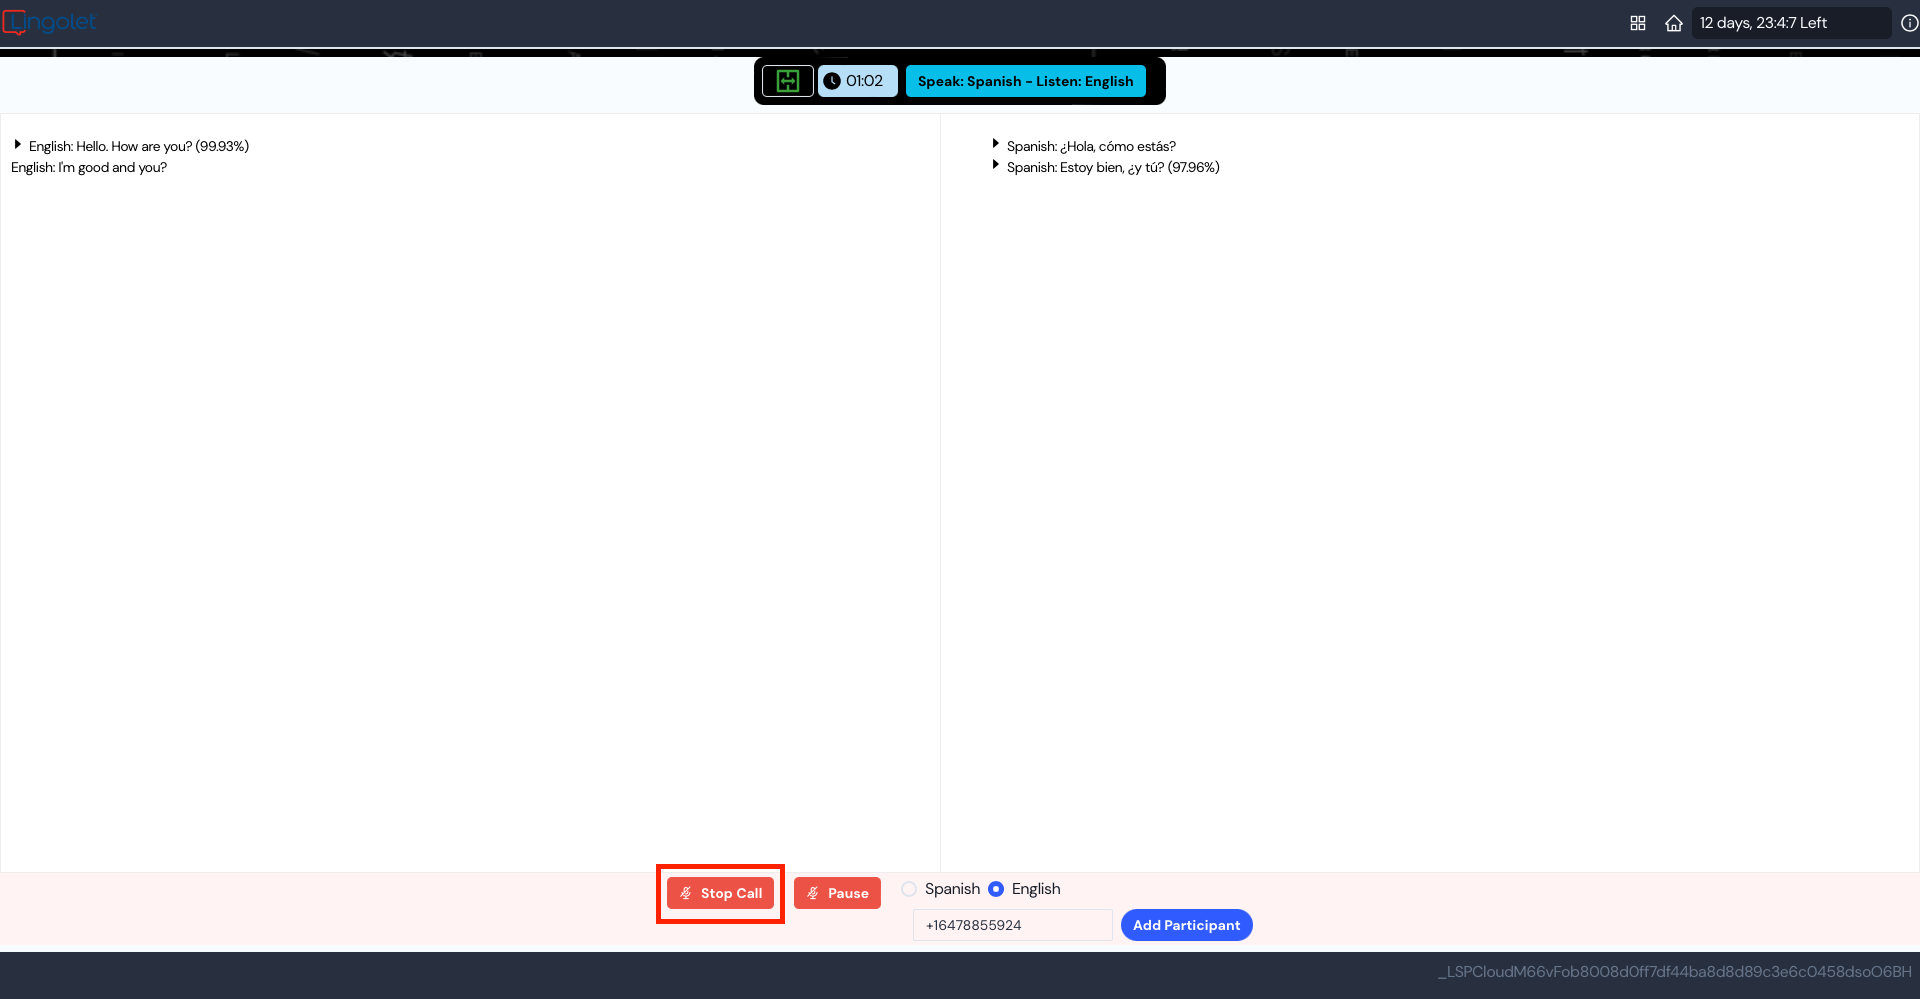 Lingolet
12 days, 23:4:7 Left
01:02
Speak: Spanish - Listen: English
English: Hello. How are you? (99.93%)
English: I'm good and you?
Spanish: ¿Hola, cómo estás?
Spanish: Estoy bien, ¿y tú? (97.96%)
Stop Call
Pause
Spanish
English
+16478855924
Add Participant
_LSPCloudM66vFob8008d0ff7df44ba8d8d89c3e6c0458dsoO6BH